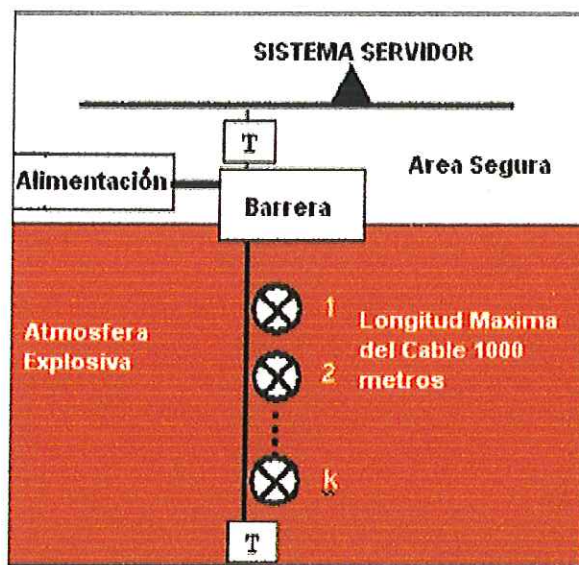 SISTEMA SERVIDOR
T
Alimentación
Area Segura
Barrera
1
Longitud Maxima
del Cable 1000
metros
Atmosfera
Explosiva
2
k
T